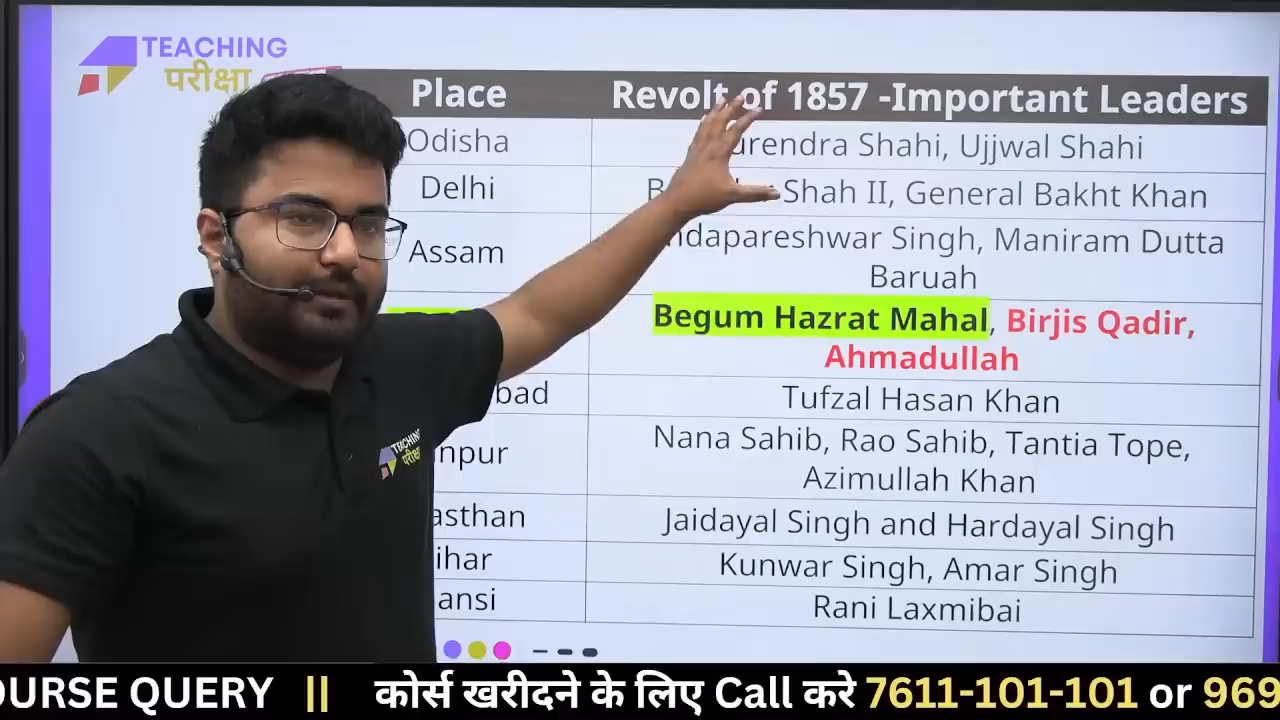 TEACHING
परीक्षा
Place
Revolt of 1857 -Important Leaders
Odisha
urendra Shahi, Ujjwal Shahi
Delhi
Shah II, General Bakht Khan
Assam
ndapareshwar Singh, Maniram Dutta
Baruah
Begum Hazrat Mahal, Birjis Qadir,
Ahmadullah
bad
Tufzal Hasan Khan
npur
Nana Sahib, Rao Sahib, Tantia Tope,
Azimullah Khan
asthan
Jaidayal Singh and Hardayal Singh
ihar
Kunwar Singh, Amar Singh
ansi
Rani Laxmibai
TEACHING
परीक्षा
OURSE QUERY || कोर्स खरीदने के लिए Call करे 7611-101-101 or 969